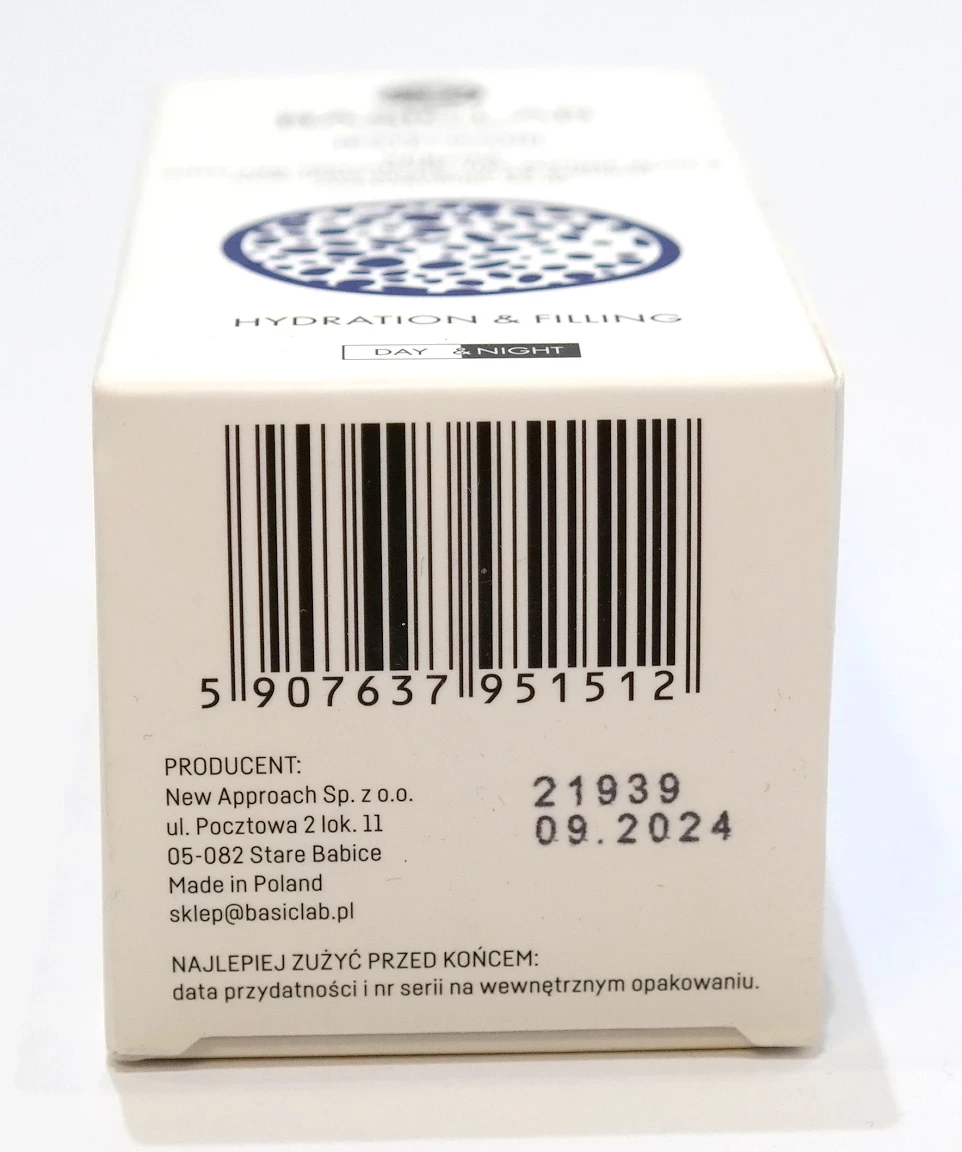 HYDRATION & FILLING
DAY & NIGHT
5 907637 951512
PRODUCENT:
New Approach Sp. z o.o.
ul. Pocztowa 2 lok. 11
05-082 Stare Babice
Made in Poland
sklep@basiclab.pl
21939
09.2024
NAJLEPIEJ ZUŻYĆ PRZED KOŃCEM:
data przydatności i nr serii na wewnętrznym opakowaniu.